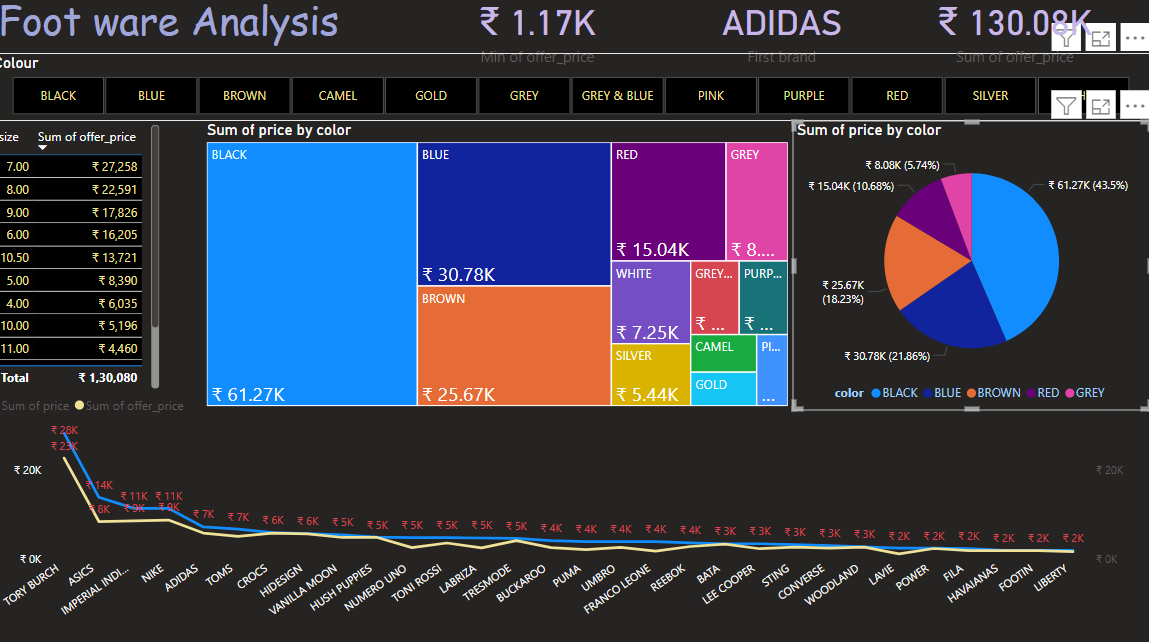 Foot ware Analysis
₹ 1.17K
Min of offer_price
ADIDAS
First brand
₹ 130.08K
Sum of offer_price
Colour
BLACK
BLUE
BROWN
CAMEL
GOLD
GREY
GREY & BLUE
PINK
PURPLE
RED
SILVER
size Sum of offer_price
7.00 ₹ 27,258
8.00 ₹ 22,591
9.00 ₹ 17,826
6.00 ₹ 16,205
10.50 ₹ 13,721
5.00 ₹ 8,390
4.00 ₹ 6,035
10.00 ₹ 5,196
11.00 ₹ 4,460
Total ₹ 1,30,080
Sum of price by color
BLACK
₹ 61.27K
BLUE
₹ 30.78K
BROWN
₹ 25.67K
RED
₹ 15.04K
GREY
₹ 8....
WHITE
₹ 7.25K
SILVER
₹ 5.44K
GREY...
₹ ...
PURP...
₹ ...
CAMEL
GOLD
PI...
...
Sum of price by color
₹ 8.08K (5.74%)
₹ 15.04K (10.68%)
₹ 61.27K (43.5%)
₹ 25.67K
(18.23%)
₹ 30.78K (21.86%)
color BLACK BLUE BROWN RED GREY
Sum of price Sum of offer_price
₹ 20K
₹ 0K
₹ 28K
₹ 23K
₹ 14K
₹ 8K
₹ 11K
₹ 9K
₹ 11K
₹ 9K
₹ 7K
₹ 7K
₹ 6K
₹ 6K
₹ 5K
₹ 5K
₹ 5K
₹ 5K
₹ 5K
₹ 5K
₹ 4K
₹ 4K
₹ 4K
₹ 4K
₹ 4K
₹ 3K
₹ 3K
₹ 3K
₹ 3K
₹ 3K
₹ 2K
₹ 2K
₹ 2K
₹ 2K
₹ 2K
₹ 2K
₹ 20K
₹ 0K
TORY BURCH
ASICS
IMPERIAL INDI...
NIKE
ADIDAS
TOMS
CROCS
HIDESIGN
VANILLA MOON
HUSH PUPPIES
NUMERO UNO
TONI ROSSI
LABRIZA
TRESMODE
BUCKAROO
PUMA
UMBRO
FRANCO LEONE
REEBOK
BATA
LEE COOPER
STING
CONVERSE
WOODLAND
LAVIE
POWER
FILA
HAVAIANAS
FOOTIN
LIBERTY